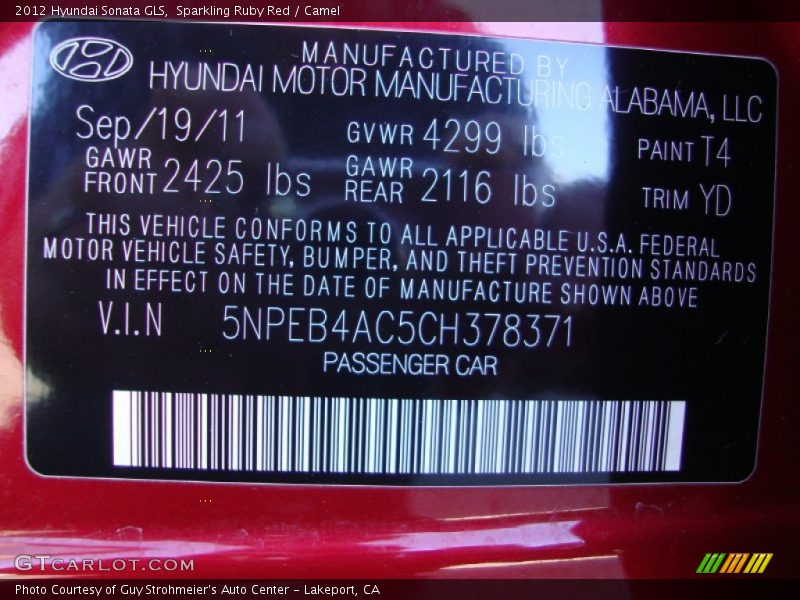 2012 Hyundai Sonata GLS, Sparkling Ruby Red / Camel
MANUFACTURED BY
HYUNDAI MOTOR MANUFACTURING ALABAMA, LLC
Sep/19/11 GVWR 4299 lbs PAINT T4
GAWR FRONT 2425 lbs GAWR REAR 2116 lbs TRIM YD
THIS VEHICLE CONFORMS TO ALL APPLICABLE U.S.A. FEDERAL
MOTOR VEHICLE SAFETY, BUMPER, AND THEFT PREVENTION STANDARDS
IN EFFECT ON THE DATE OF MANUFACTURE SHOWN ABOVE
V.I.N 5NPEB4AC5CH378371
PASSENGER CAR
GTCARLOT.COM
Photo Courtesy of Guy Strohmeier's Auto Center - Lakeport, CA